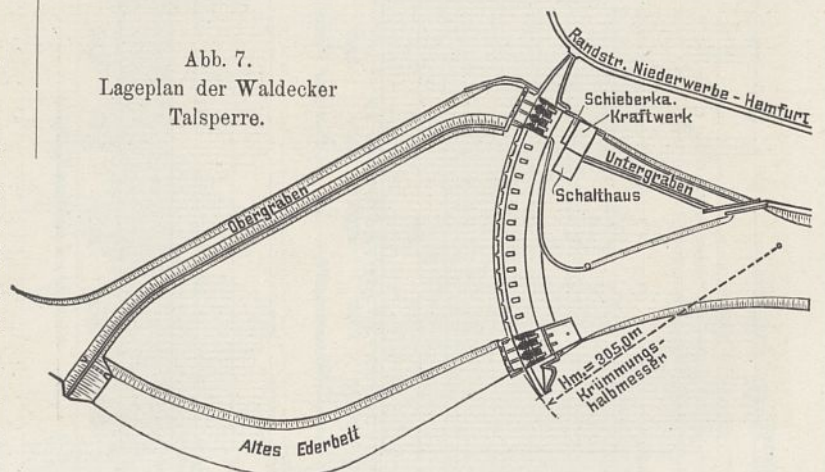 Abb. 7.
Lageplan der Waldecker
Talsperre.
Randstr. Niederwerbe - Hemfurt
Schieberka.
Kraftwerk
Untergraben
Schalthaus
Obergraben
Hm. = 305,0m
Krümmungs-
halbmesser
Altes Ederbett